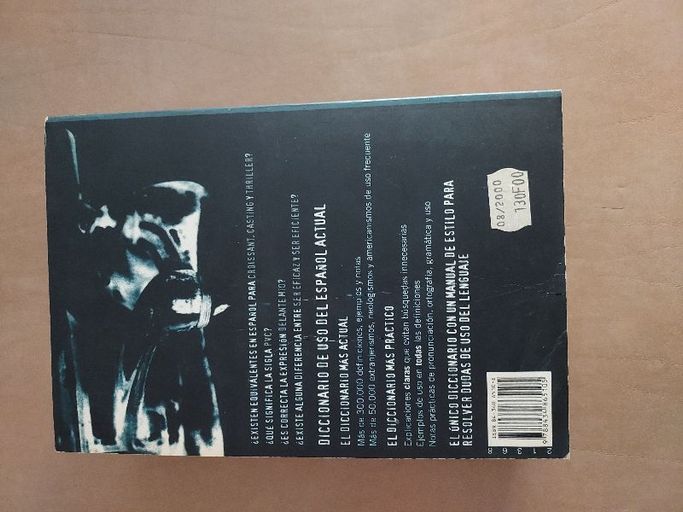 ¿EXISTEN EQUIVALENTES EN ESPAÑOL PARA CROISSANT, CASTING Y THRILLER?
¿QUÉ SIGNIFICA LA SIGLA PVC?
¿ES CORRECTA LA EXPRESIÓN DELANTE MÍO?
¿EXISTE ALGUNA DIFERENCIA ENTRE SER EFICAZ Y SER EFICIENTE?
DICCIONARIO DE USO DEL ESPAÑOL ACTUAL
EL DICCIONARIO MÁS ACTUAL
Más de 300.000 definiciones, ejemplos y notas
Más de 50.000 extranjerismos, neologismos y americanismos de uso frecuente
EL DICCIONARIO MÁS PRÁCTICO
Explicaciones claras que evitan búsquedas innecesarias
Ejemplos de uso en todas las definiciones
Notas prácticas de pronunciación, ortografía, gramática y uso
EL ÚNICO DICCIONARIO CON UN MANUAL DE ESTILO PARA
RESOLVER DUDAS DE USO DEL LENGUAJE
08/2000
130F00
21368